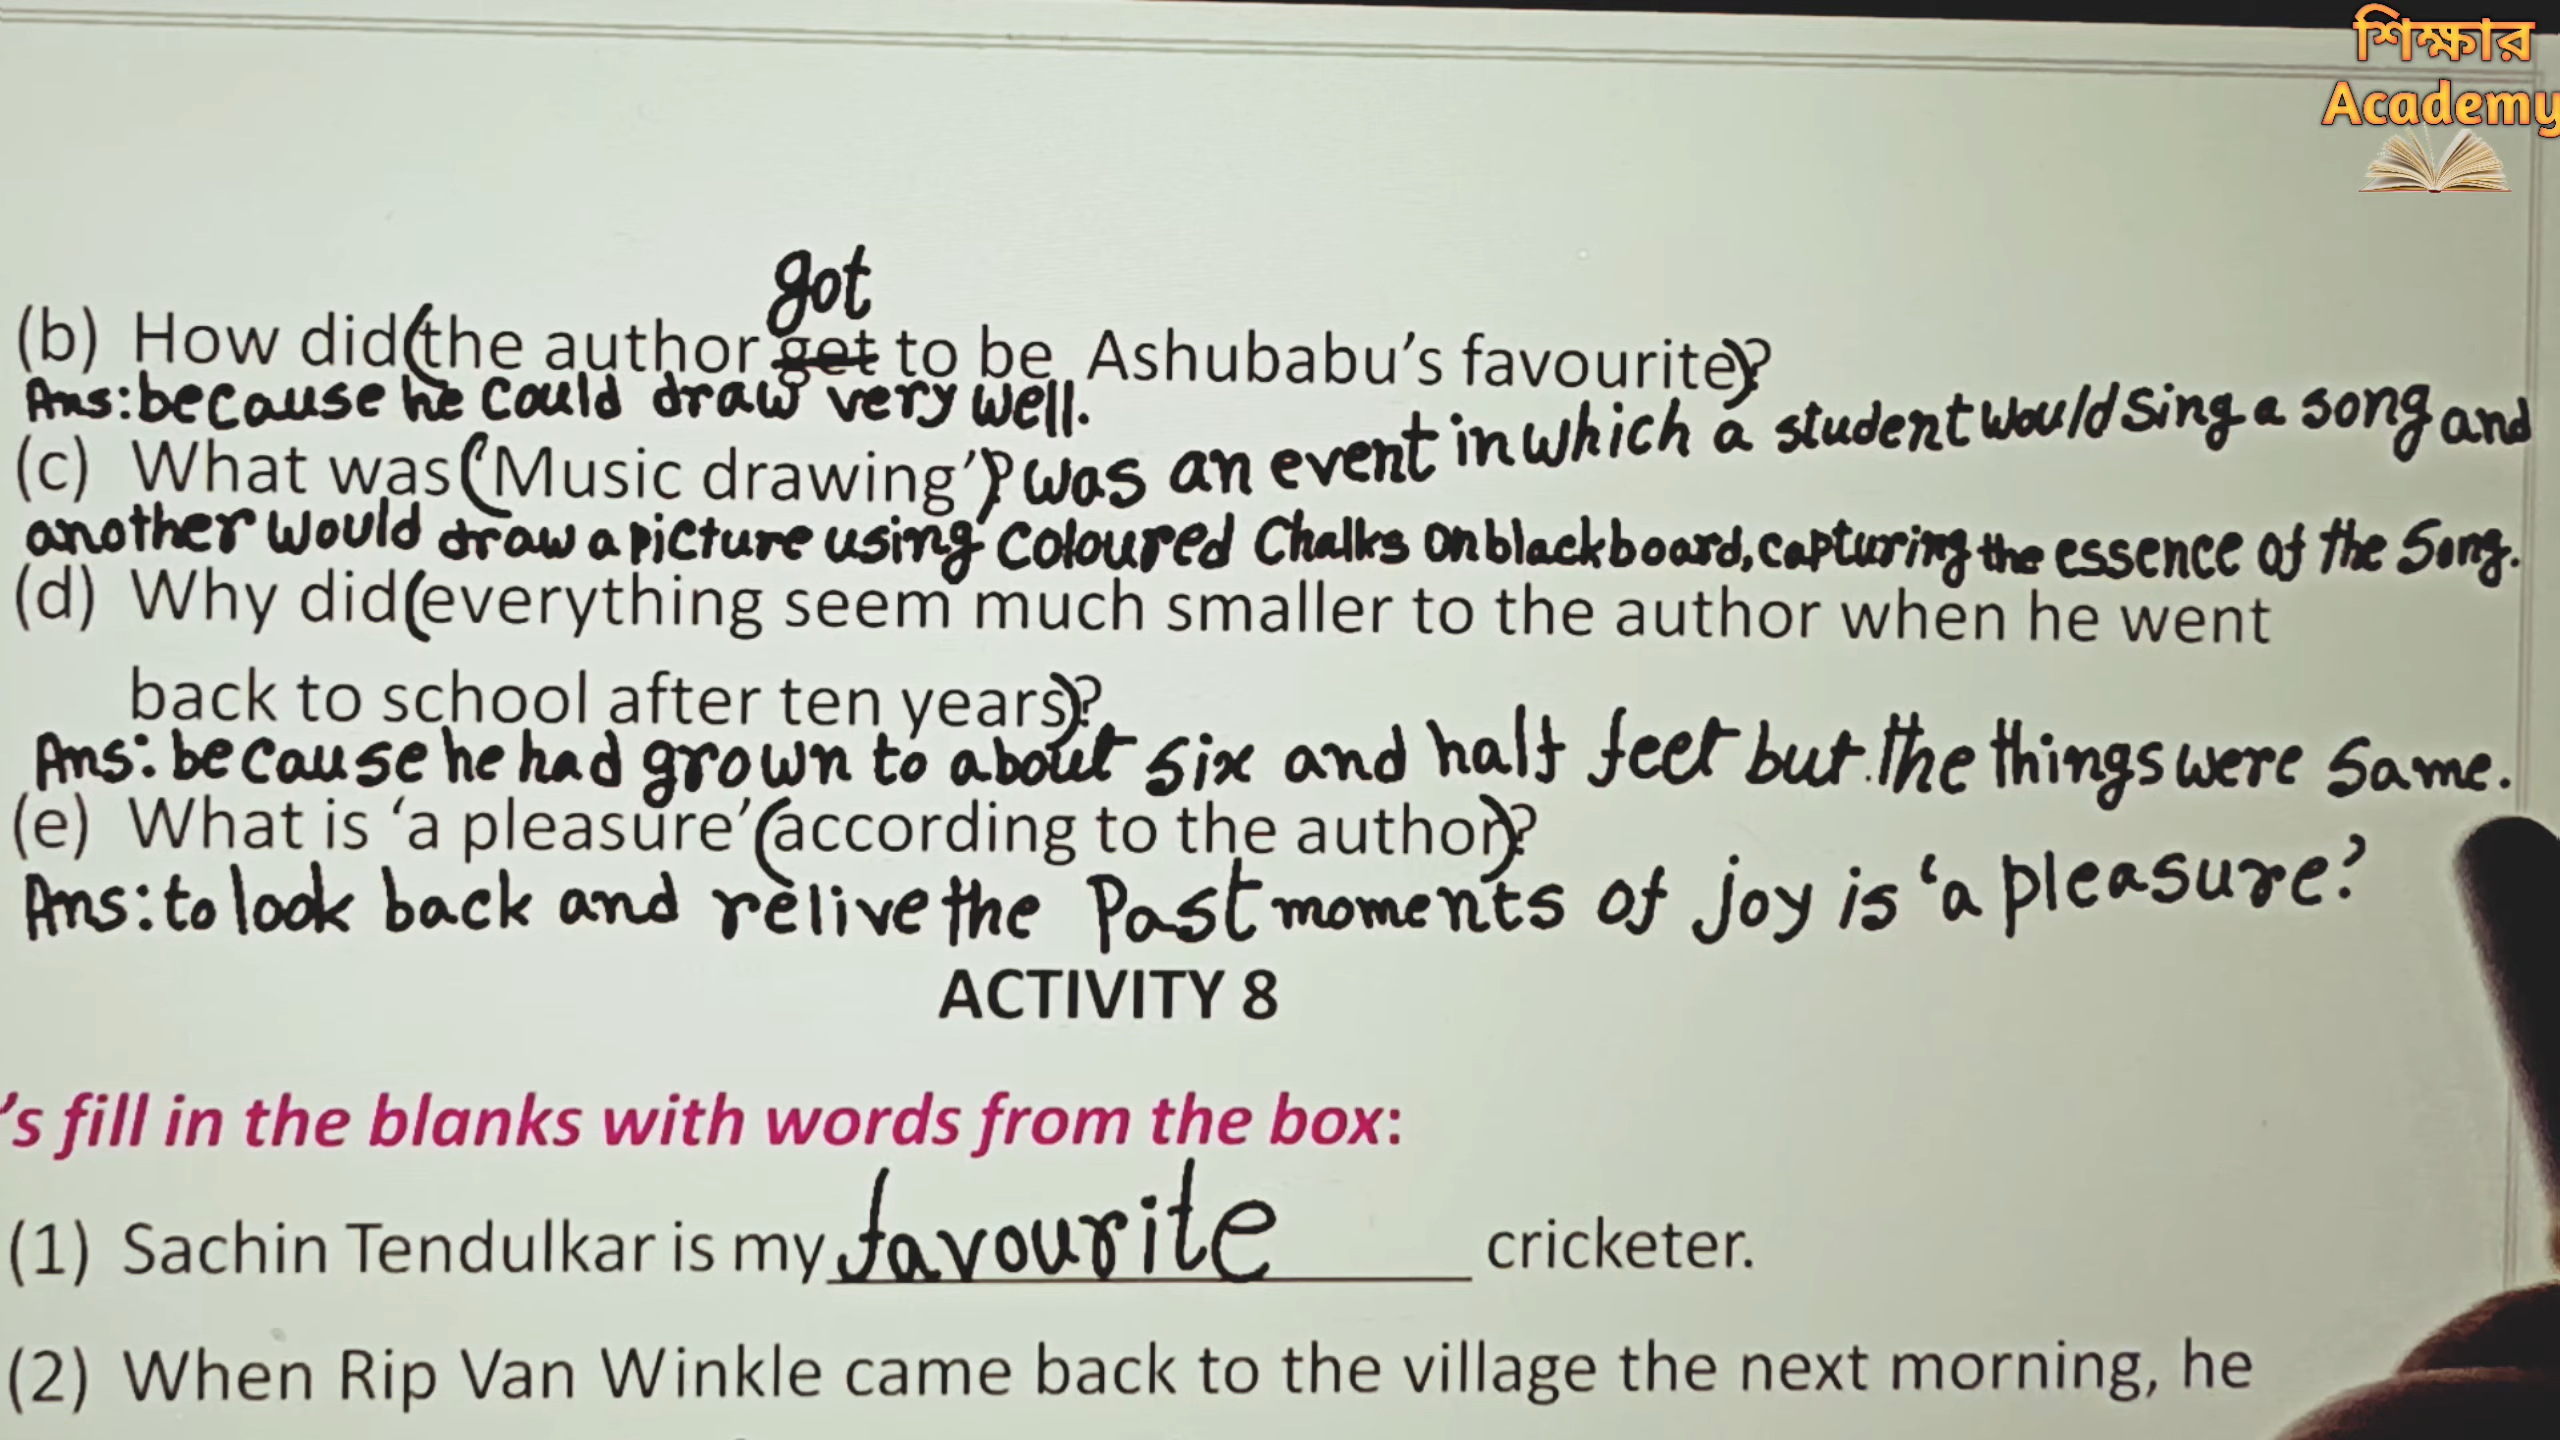 শিক্ষার
Academy
got
(b) How did(the author get to be Ashubabu's favourite)?
Ans: because he could draw very well.
(c) What was('Music drawing')? was an event in which a student would sing a song and
another would draw a picture using coloured Chalks on blackboard, capturing the essence of the Song.
(d) Why did(everything seem much smaller to the author when he went
back to school after ten years)?
Ans: because he had grown to about six and half feet but the things were same.
(e) What is 'a pleasure'(according to the author)?
Ans: to look back and relive the Past moments of joy is 'a pleasure'.
ACTIVITY 8
's fill in the blanks with words from the box:
(1) Sachin Tendulkar is my favourite cricketer.
(2) When Rip Van Winkle came back to the village the next morning, he